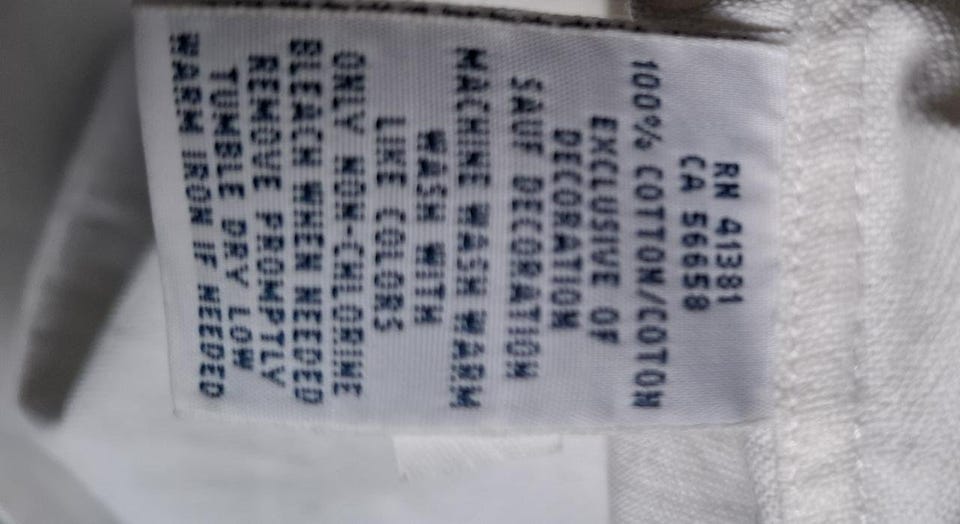 RN 41381
CA 56658
100% COTTON/COTON
EXCLUSIVE OF
DECORATION
SAUF DECORATION
MACHINE WASH WARM
WASH WITH
LIKE COLORS
ONLY NON-CHLORINE
BLEACH WHEN NEEDED
REMOVE PROMPTLY
TUMBLE DRY LOW
WARM IRON IF NEEDED